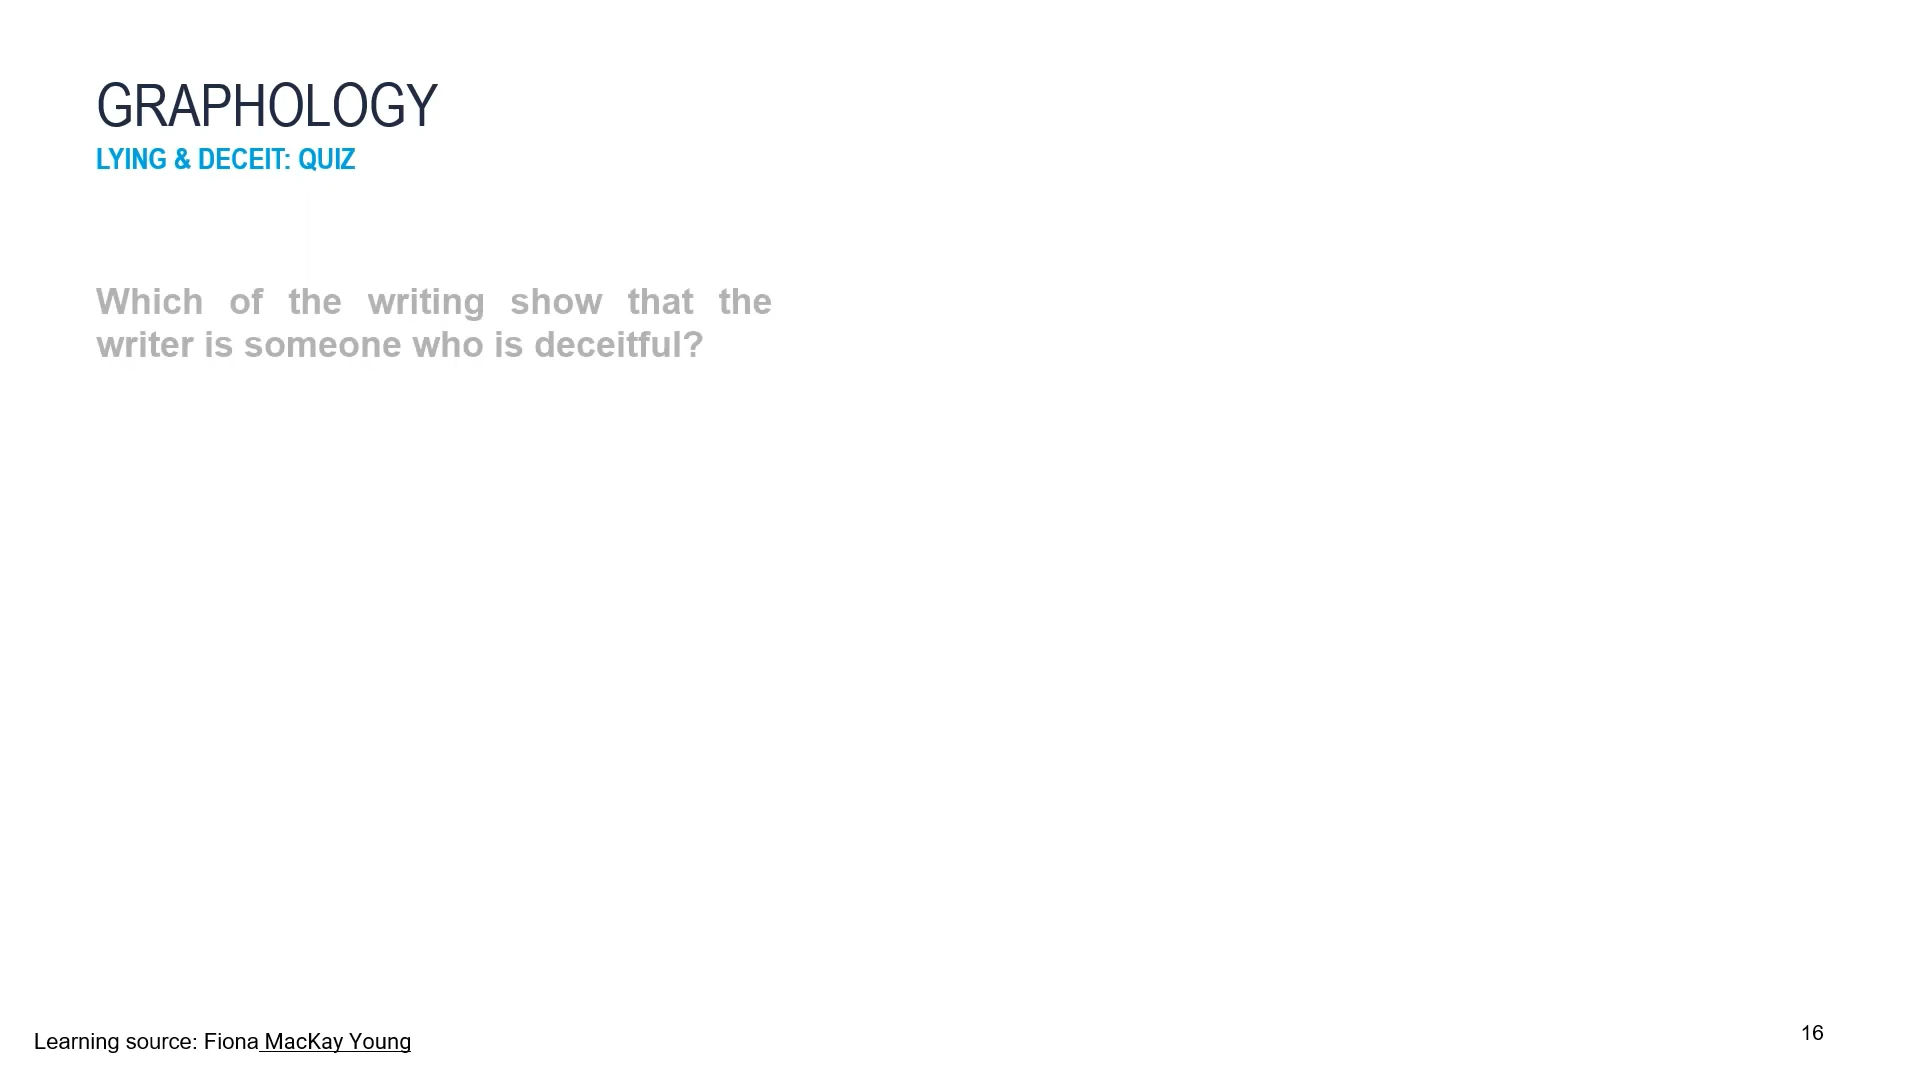 GRAPHOLOGY
LYING & DECEIT: QUIZ
Which of the writing show that the
writer is someone who is deceitful?
Learning source: Fiona MacKay Young
16